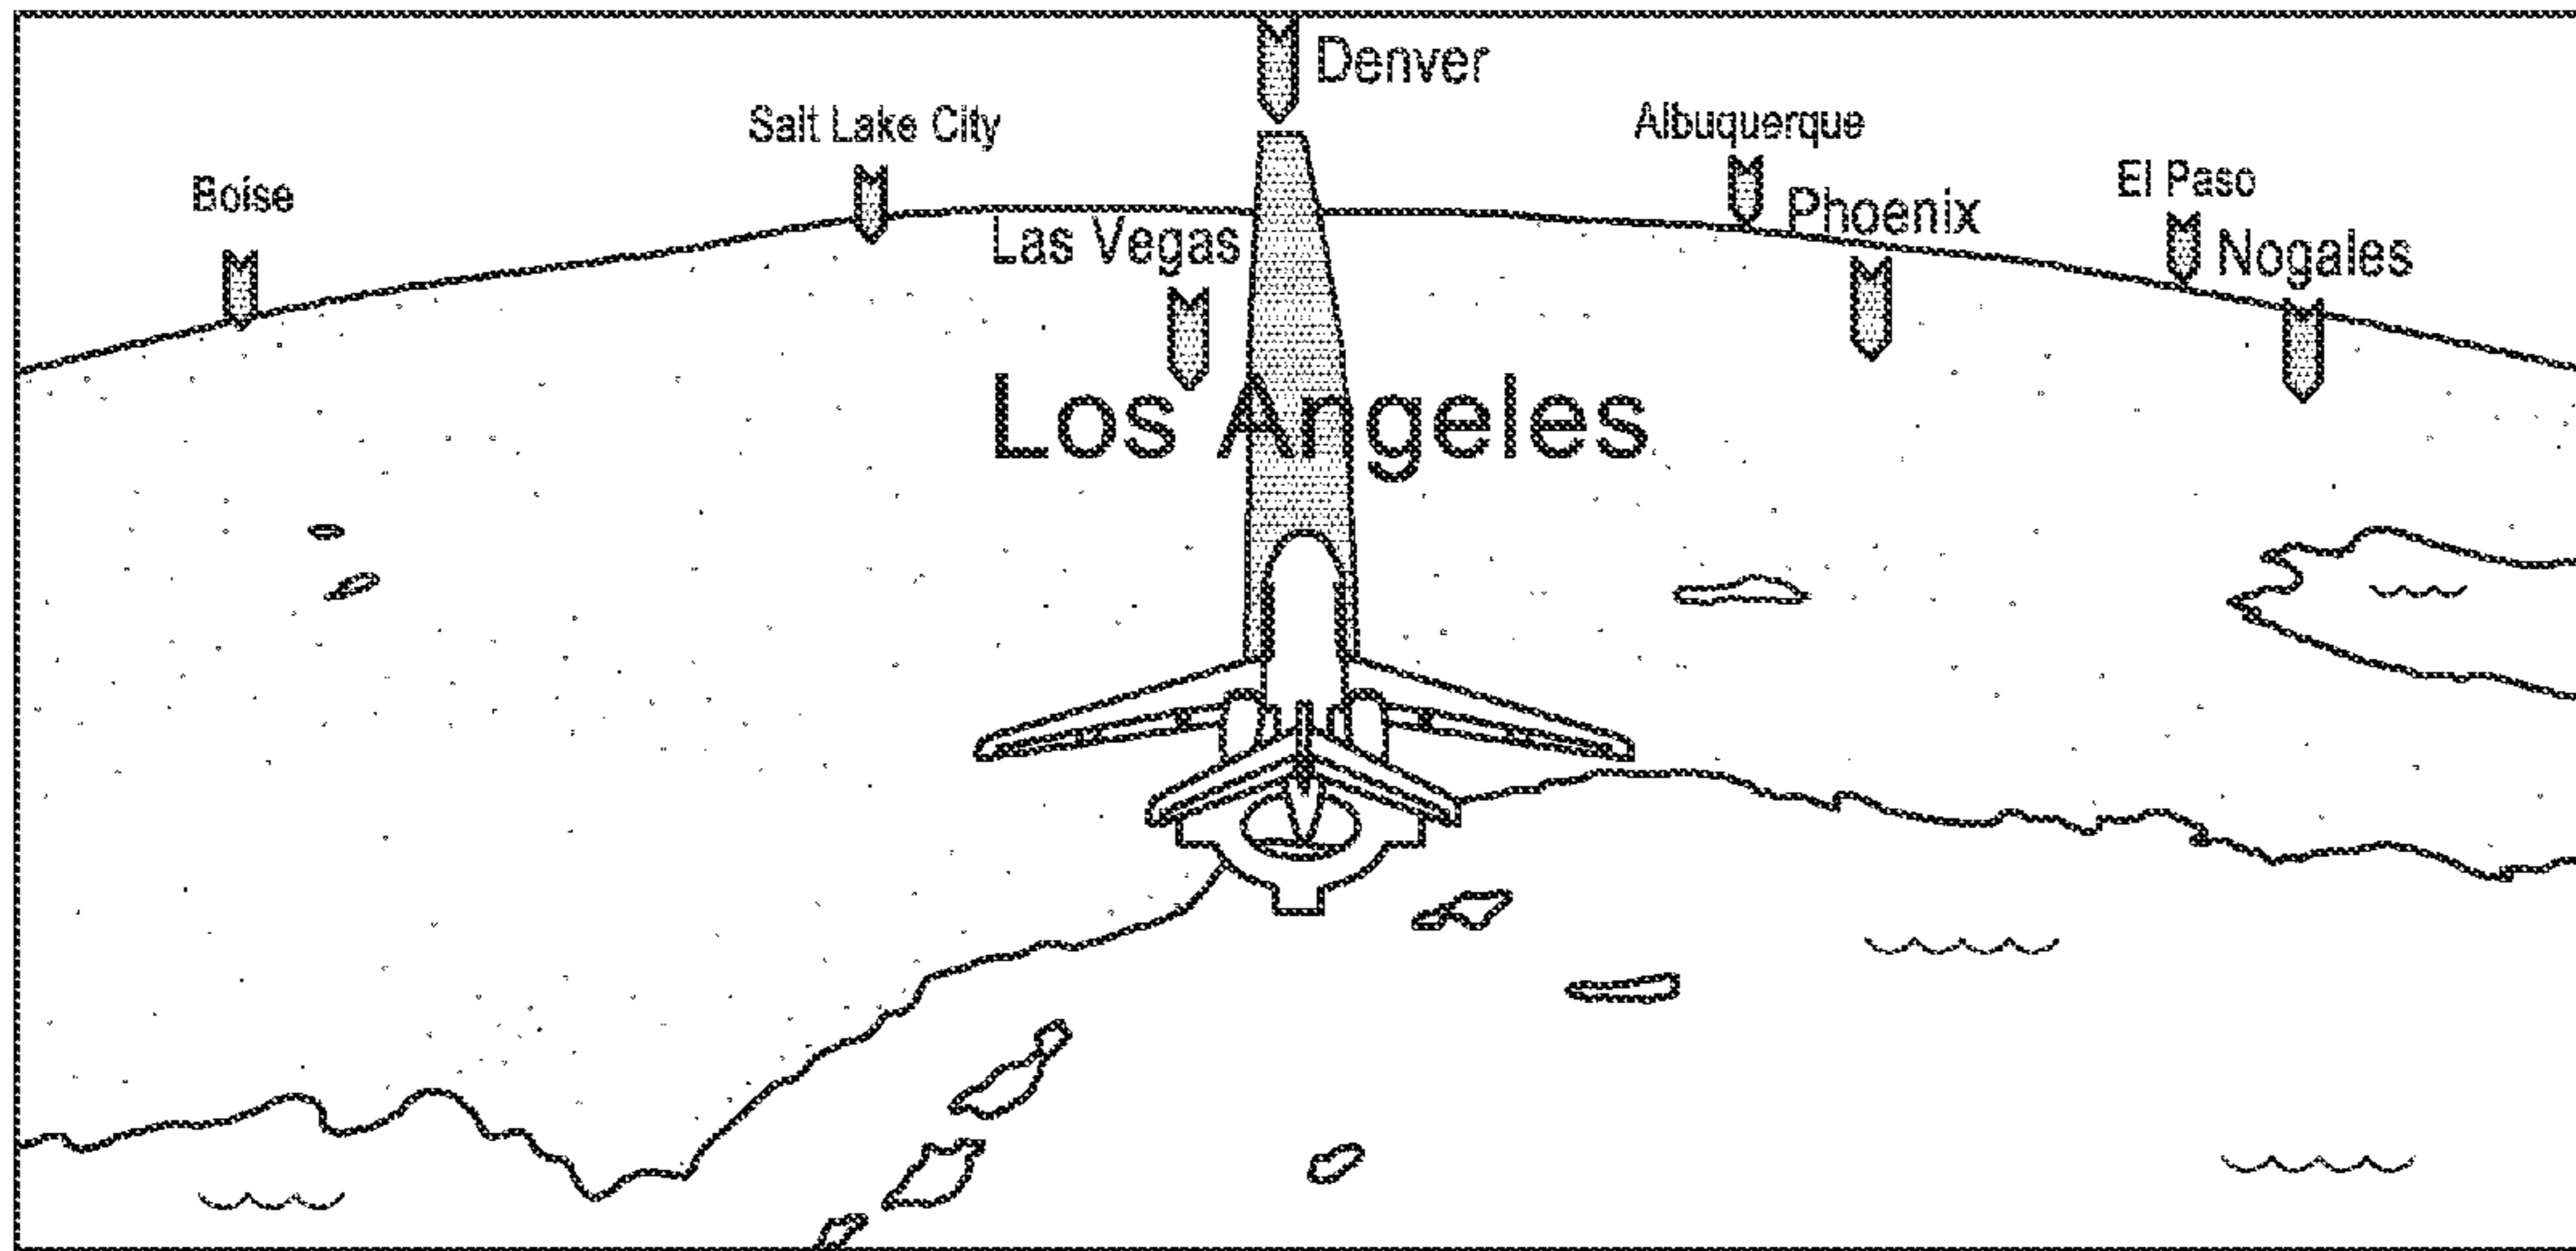 Denver
Salt Lake City
Albuquerque
Boise
El Paso
Phoenix
Las Vegas
Nogales
Los Angeles